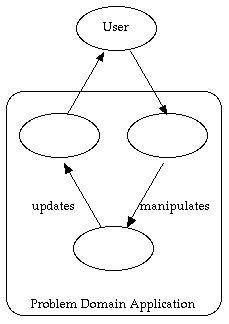 User
updates
manipulates
Problem Domain Application